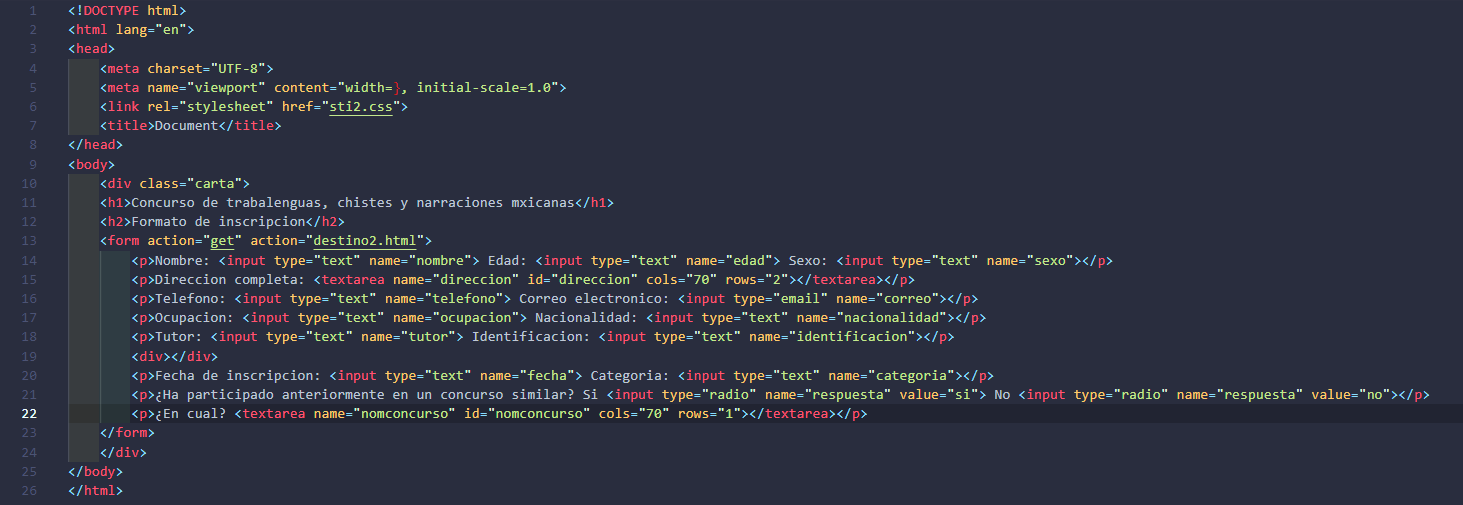 1 <!DOCTYPE html>
2 <html lang="en">
3 <head>
4 <meta charset="UTF-8">
5 <meta name="viewport" content="width=}, initial-scale=1.0">
6 <link rel="stylesheet" href="sti2.css">
7 <title>Document</title>
8 </head>
9 <body>
10 <div class="carta">
11 <h1>Concurso de trabalenguas, chistes y narraciones mxicanas</h1>
12 <h2>Formato de inscripcion</h2>
13 <form action="get" action="destino2.html">
14 <p>Nombre: <input type="text" name="nombre"> Edad: <input type="text" name="edad"> Sexo: <input type="text" name="sexo"></p>
15 <p>Direccion completa: <textarea name="direccion" id="direccion" cols="70" rows="2"></textarea></p>
16 <p>Telefono: <input type="text" name="telefono"> Correo electronico: <input type="email" name="correo"></p>
17 <p>Ocupacion: <input type="text" name="ocupacion"> Nacionalidad: <input type="text" name="nacionalidad"></p>
18 <p>Tutor: <input type="text" name="tutor"> Identificacion: <input type="text" name="identificacion"></p>
19 <div></div>
20 <p>Fecha de inscripcion: <input type="text" name="fecha"> Categoria: <input type="text" name="categoria"></p>
21 <p>¿Ha participado anteriormente en un concurso similar? Si <input type="radio" name="respuesta" value="si"> No <input type="radio" name="respuesta" value="no"></p>
22 <p>¿En cual? <textarea name="nomconcurso" id="nomconcurso" cols="70" rows="1"></textarea></p>
23 </form>
24 </div>
25 </body>
26 </html>